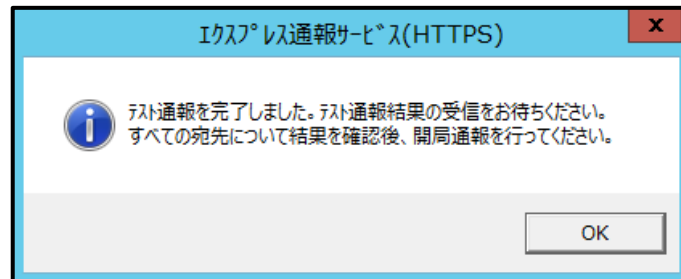 ｴｸｽﾌﾟﾚｽ通報ｻｰﾋﾞｽ(HTTPS)
x
ﾃｽﾄ通報を完了しました。ﾃｽﾄ通報結果の受信をお待ちください。
すべての宛先について結果を確認後、開局通報を行ってください。
OK